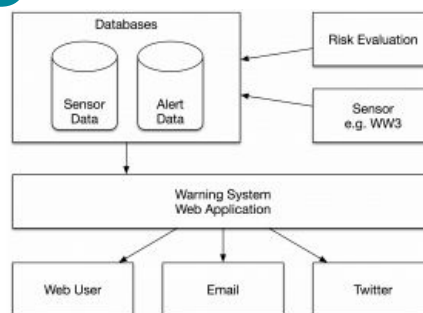 Databases
Sensor
Data
Alert
Data
Risk Evaluation
Sensor
e.g. WW3
Warning System
Web Application
Web User
Email
Twitter